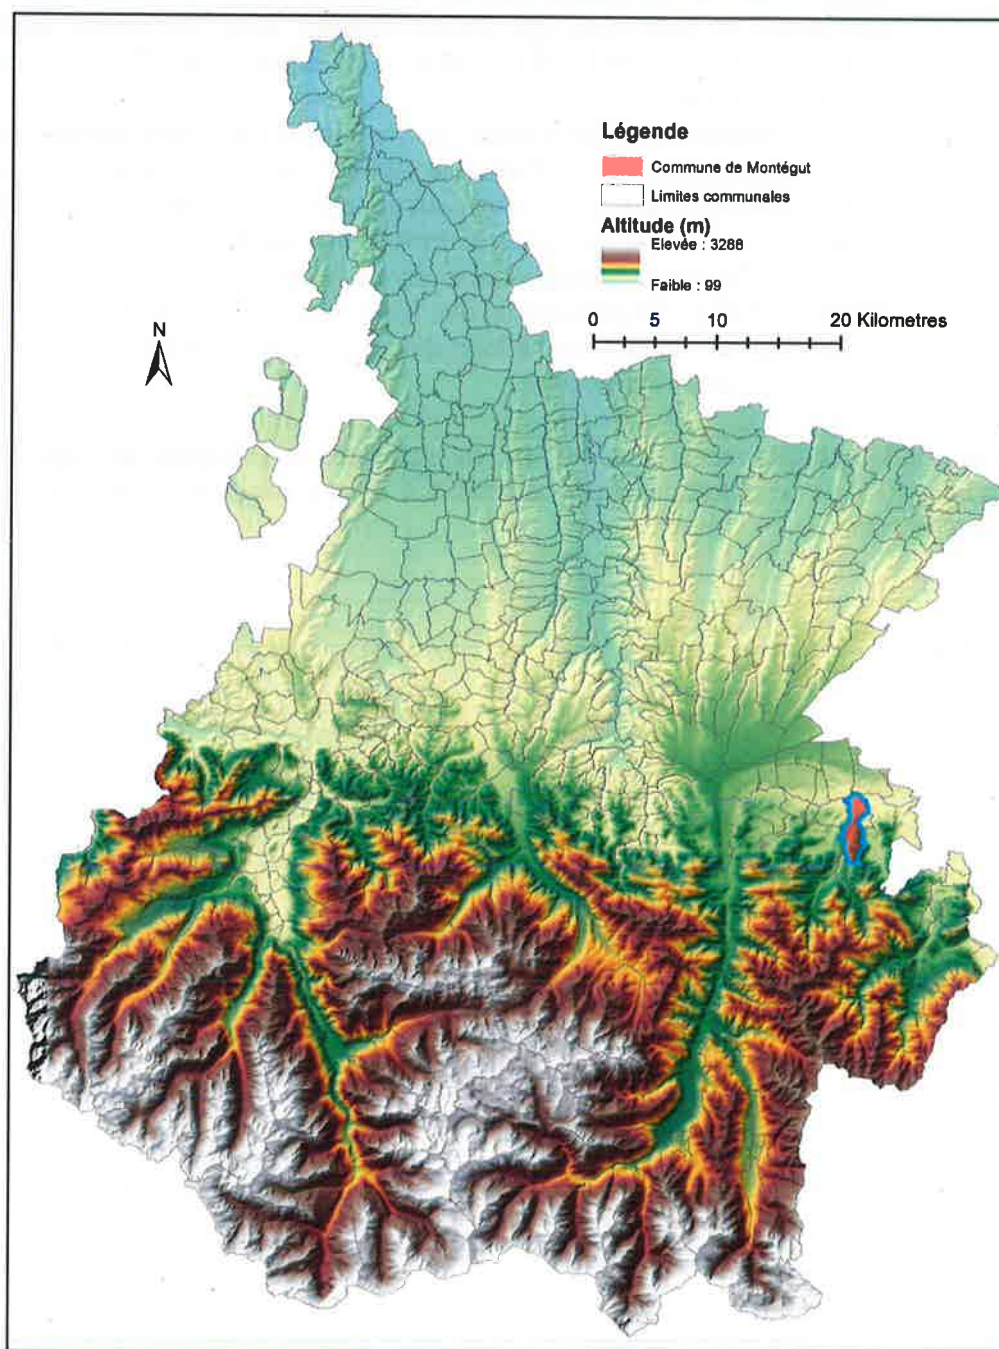 Légende
Commune de Montégut
Limites communales
Altitude (m)
Elevée : 3288
Faible : 99
0 5 10 20 Kilometres
N